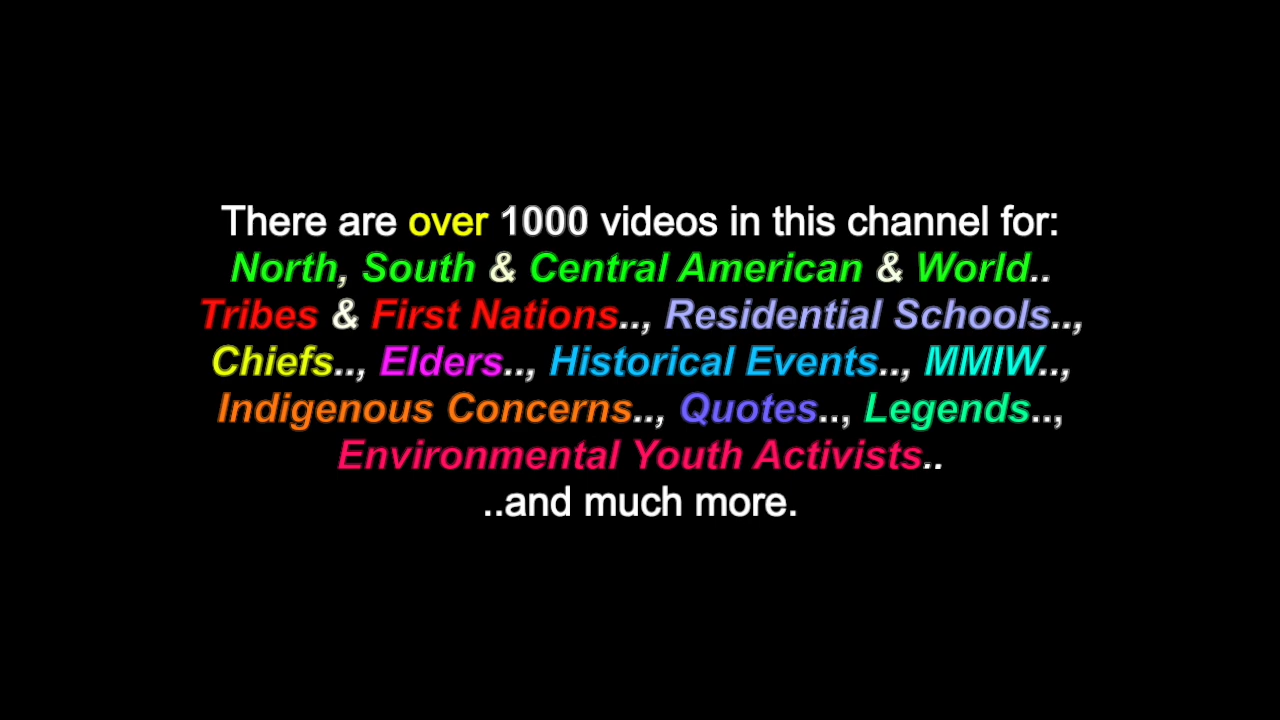 There are over 1000 videos in this channel for:
North, South & Central American & World..
Tribes & First Nations.., Residential Schools..,
Chiefs.., Elders.., Historical Events.., MMIW..,
Indigenous Concerns.., Quotes.., Legends..,
Environmental Youth Activists..
..and much more.